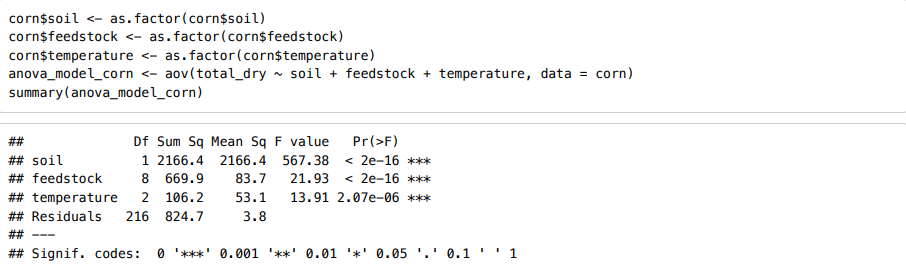 corn$soil <- as.factor(corn$soil)
corn$feedstock <- as.factor(corn$feedstock)
corn$temperature <- as.factor(corn$temperature)
anova_model_corn <- aov(total_dry ~ soil + feedstock + temperature, data = corn)
summary(anova_model_corn)
##              Df Sum Sq Mean Sq F value   Pr(>F)
## soil          1 2166.4  2166.4  567.38  < 2e-16 ***
## feedstock     8  669.9    83.7   21.93  < 2e-16 ***
## temperature   2  106.2    53.1   13.91 2.07e-06 ***
## Residuals   216  824.7     3.8
## ---
## Signif. codes:  0 '***' 0.001 '**' 0.01 '*' 0.05 '.' 0.1 ' ' 1